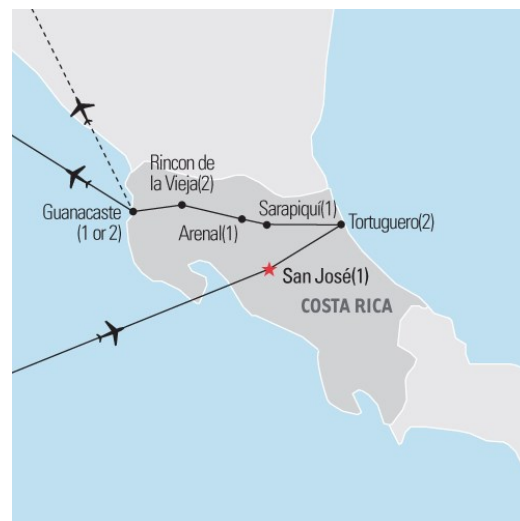 Rincon de
la Vieja(2)
Guanacaste
(1 or 2)
Sarapiquí(1)
Arenal(1)
Tortuguero(2)
San José(1)
COSTA RICA